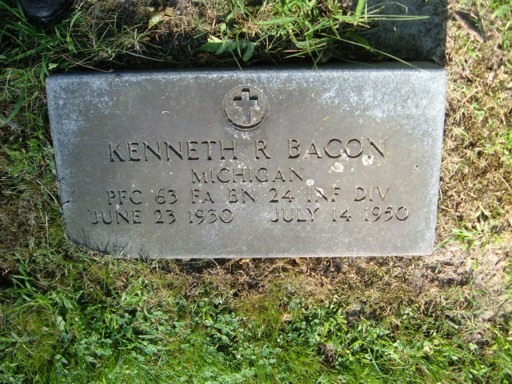 KENNETH R BACON
MICHIGAN
PFC 63 FA BN 24 INF DIV
JUNE 23 1930 JULY 14 1950